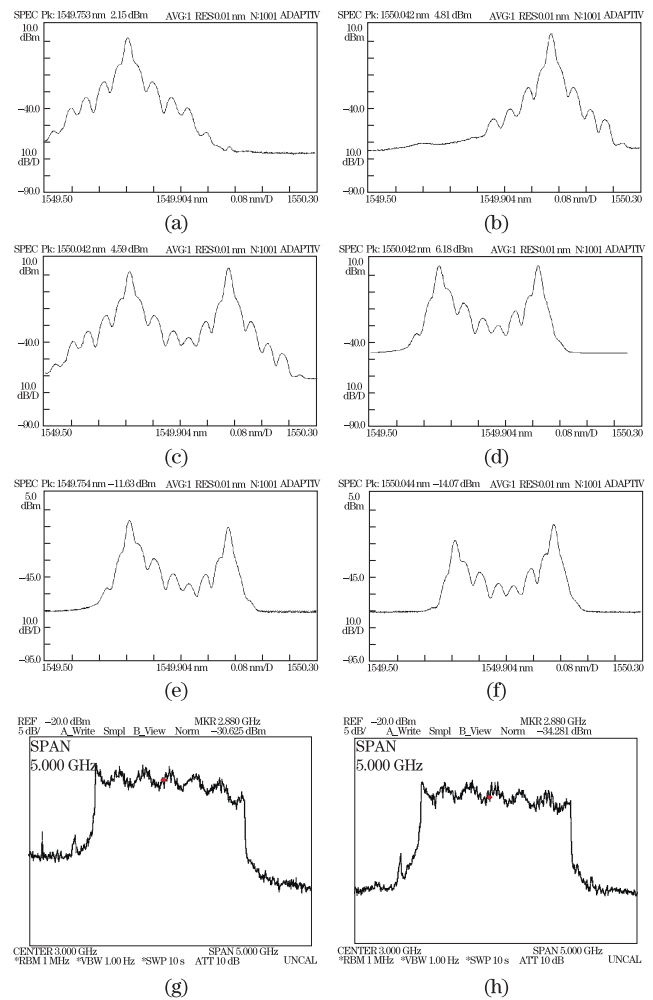 SPEC Pk: 1549.753 nm 2.15 dBm AVG:1 RES:0.01 nm N:1001 ADAPTIV
10.0
dBm
-40.0
10.0
dB/D
-90.0
1549.50 1549.904 nm 0.08 nm/D 1550.30
(a)
SPEC Pk: 1550.042 nm 4.81 dBm AVG:1 RES:0.01 nm N:1001 ADAPTIV
10.0
dBm
-40.0
10.0
dB/D
-90.0
1549.50 1549.904 nm 0.08 nm/D 1550.30
(b)
SPEC Pk: 1550.042 nm 4.59 dBm AVG:1 RES:0.01 nm N:1001 ADAPTIV
10.0
dBm
-40.0
10.0
dB/D
-90.0
1549.50 1549.904 nm 0.08 nm/D 1550.30
(c)
SPEC Pk: 1550.042 nm 6.18 dBm AVG:1 RES:0.01 nm N:1001 ADAPTIV
10.0
dBm
-40.0
10.0
dB/D
-90.0
1549.50 1549.904 nm 0.08 nm/D 1550.30
(d)
SPEC Pk: 1549.754 nm -11.63 dBm AVG:1 RES:0.01 nm N:1001 ADAPTIV
5.0
dBm
-45.0
10.0
dB/D
-95.0
1549.50 1549.904 nm 0.08 nm/D 1550.30
(e)
SPEC Pk: 1550.044 nm -14.07 dBm AVG:1 RES:0.01 nm N:1001 ADAPTIV
5.0
dBm
-45.0
10.0
dB/D
-95.0
1549.50 1549.904 nm 0.08 nm/D 1550.30
(f)
REF -20.0 dBm MKR 2.880 GHz
5 dB/ A_Write Smpl B_View Norm -30.625 dBm
SPAN
5.000 GHz
CENTER 3.000 GHz SPAN 5.000 GHz
*RBM 1 MHz *VBW 1.00 Hz *SWP 10 s ATT 10 dB UNCAL
(g)
REF -20.0 dBm MKR 2.880 GHz
5 dB/ A_Write Smpl B_View Norm -34.281 dBm
SPAN
5.000 GHz
CENTER 3.000 GHz SPAN 5.000 GHz
*RBM 1 MHz *VBW 1.00 Hz *SWP 10 s ATT 10 dB UNCAL
(h)